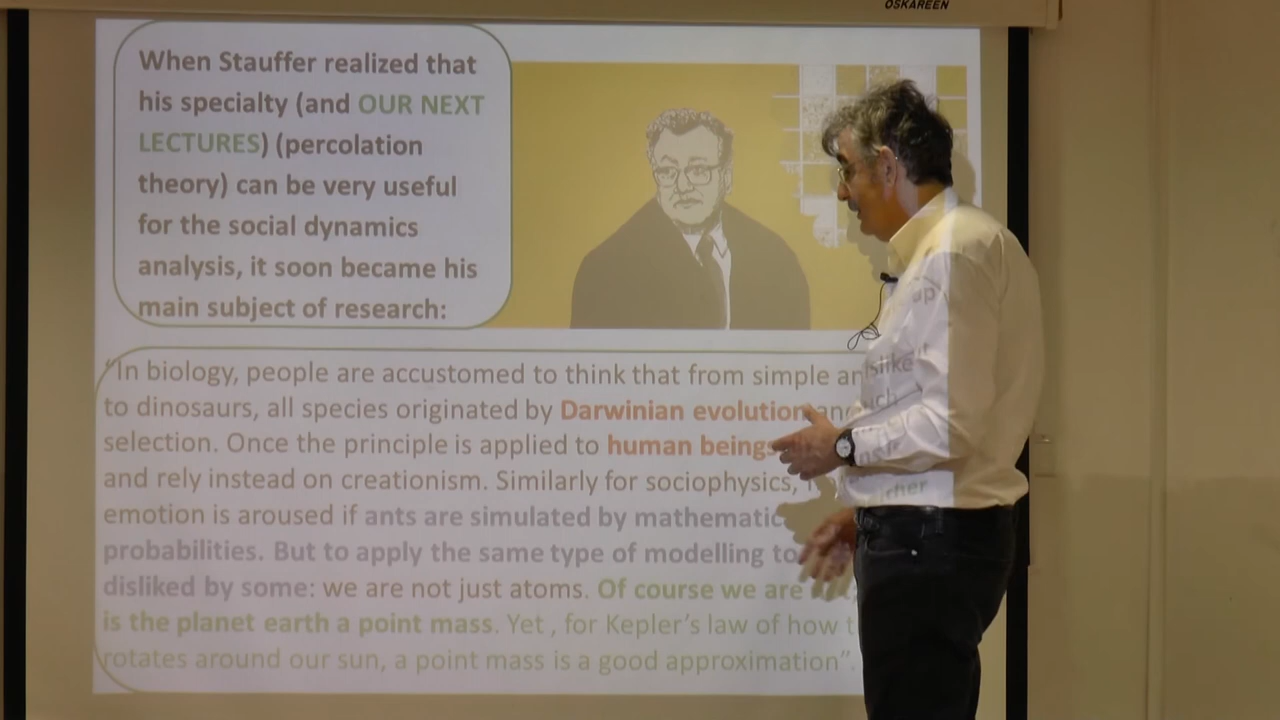 OSKAREEN
When Stauffer realized that
his specialty (and OUR NEXT
LECTURES) (percolation
theory) can be very useful
for the social dynamics
analysis, it soon became his
main subject of research:
"In biology, people are accustomed to think that from simple
to dinosaurs, all species originated by Darwinian evolution and
selection. Once the principle is applied to human beings
and rely instead on creationism. Similarly for sociophysics,
emotion is aroused if ants are simulated by
probabilities. But to apply the same type of modelling to
disliked by some: we are not just atoms. Of course we are
is the planet earth a point mass. Yet , for Kepler's law of how
rotates around our sun, a point mass is a good approximation".